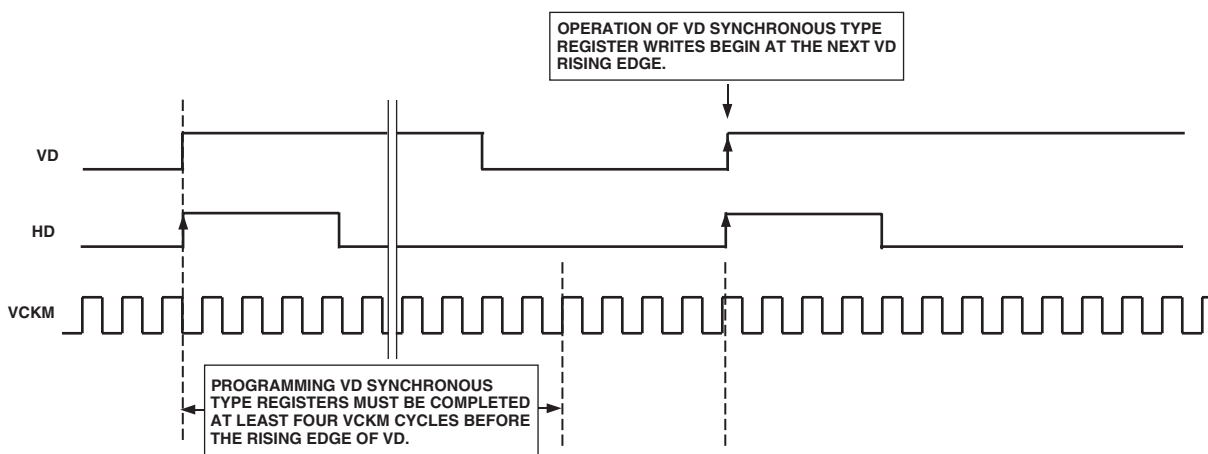 OPERATION OF VD SYNCHRONOUS TYPE
REGISTER WRITES BEGIN AT THE NEXT VD
RISING EDGE.
VD
HD
VCKM
PROGRAMMING VD SYNCHRONOUS
TYPE REGISTERS MUST BE COMPLETED
AT LEAST FOUR VCKM CYCLES BEFORE
THE RISING EDGE OF VD.